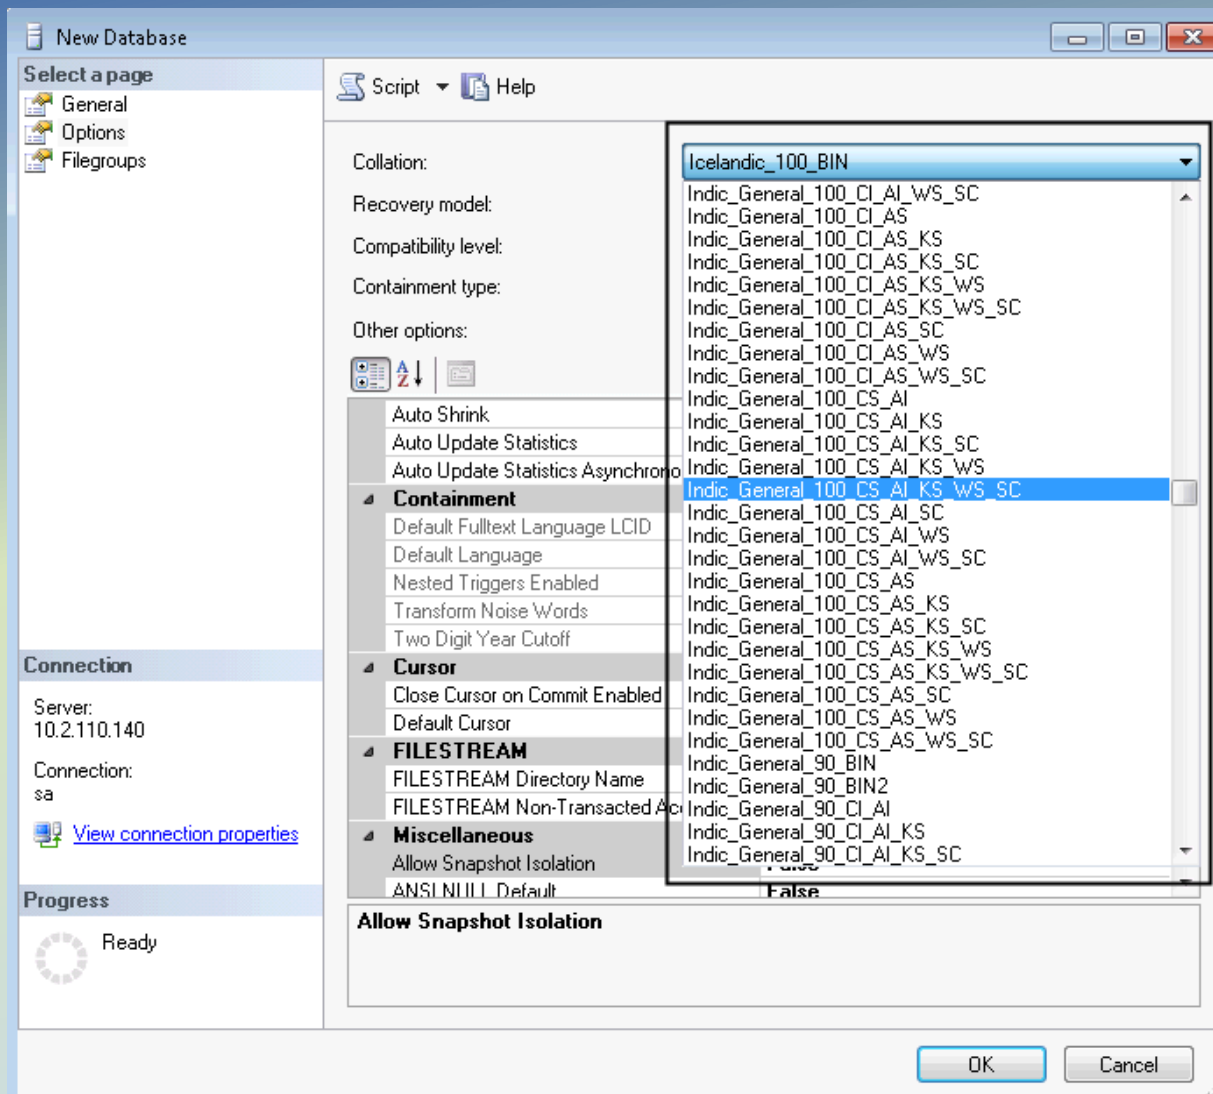 New Database
Select a page
General
Options
Filegroups
Script
Help
Collation:
Icelandic_100_BIN
Recovery model:
Compatibility level:
Containment type:
Other options:
Indic_General_100_CI_AI_WS_SC
Indic_General_100_CI_AS
Indic_General_100_CI_AS_KS
Indic_General_100_CI_AS_KS_SC
Indic_General_100_CI_AS_KS_WS
Indic_General_100_CI_AS_KS_WS_SC
Indic_General_100_CI_AS_SC
Indic_General_100_CI_AS_WS
Indic_General_100_CI_AS_WS_SC
Indic_General_100_CS_AI
Indic_General_100_CS_AI_KS
Indic_General_100_CS_AI_KS_SC
Indic_General_100_CS_AI_KS_WS
Indic_General_100_CS_AI_KS_WS_SC
Indic_General_100_CS_AI_SC
Indic_General_100_CS_AI_WS
Indic_General_100_CS_AI_WS_SC
Indic_General_100_CS_AS
Indic_General_100_CS_AS_KS
Indic_General_100_CS_AS_KS_SC
Indic_General_100_CS_AS_KS_WS
Indic_General_100_CS_AS_KS_WS_SC
Indic_General_100_CS_AS_SC
Indic_General_100_CS_AS_WS
Indic_General_100_CS_AS_WS_SC
Indic_General_90_BIN
Indic_General_90_BIN2
Indic_General_90_CI_AI
Indic_General_90_CI_AI_KS
Indic_General_90_CI_AI_KS_SC
A
Z
Auto Shrink
Auto Update Statistics
Auto Update Statistics Asynchrono
Containment
Default Fulltext Language LCID
Default Language
Nested Triggers Enabled
Transform Noise Words
Two Digit Year Cutoff
Cursor
Close Cursor on Commit Enabled
Default Cursor
FILESTREAM
FILESTREAM Directory Name
FILESTREAM Non-Transacted Acc
Miscellaneous
Allow Snapshot Isolation False
ANSI NULL Default False
Allow Snapshot Isolation
Connection
Server:
10.2.110.140
Connection:
sa
View connection properties
Progress
Ready
OK
Cancel